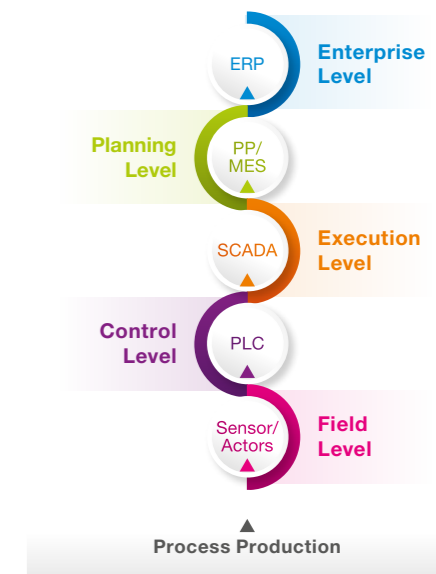 ERP
Enterprise
Level
Planning
Level
PP/
MES
SCADA
Execution
Level
Control
Level
PLC
Sensor/
Actors
Field
Level
Process Production